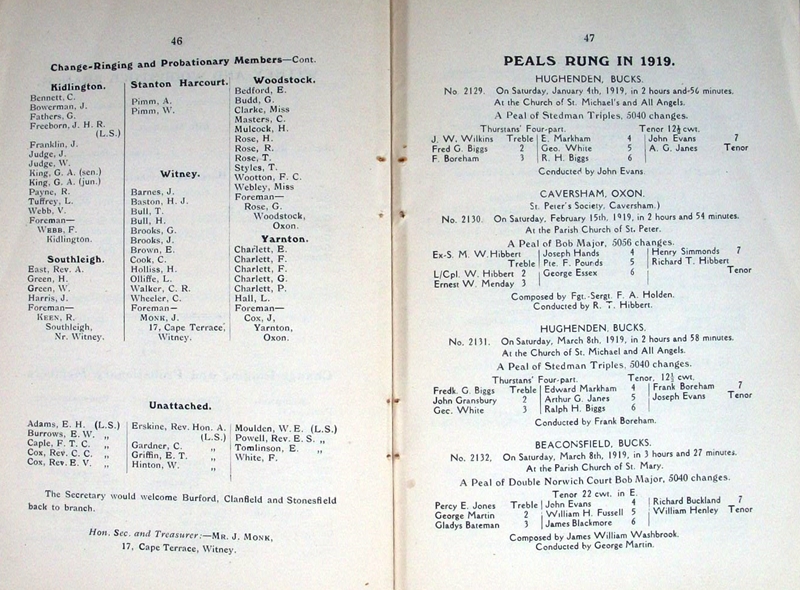 46
Change-Ringing and Probationary Members—Cont.
Kidlington.
Bennett, C.
Bowerman, J.
Fathers, G.
Freeborn, J. H. R.
(L.S.)
Franklin, J.
Judge, J.
Judge, W.
King, G. A. (sen.)
King, G. A. (jun.)
Payne, R.
Tuffrey, L.
Webb, V.
Foreman—
WEBB, F.
Kidlington.
Southleigh.
East, Rev. A.
Green, H.
Green, W.
Harris, J.
Foreman—
KEEN, R.
Southleigh,
Nr. Witney.
Stanton Harcourt.
Pimm, A.
Pimm, W.
Witney.
Barnes, J.
Baston, H. J.
Bull, T.
Bull, H.
Brooks, G.
Brooks, J.
Brown, E.
Cook, C.
Holliss, H.
Olliffe, L.
Walker, C. R.
Wheeler, C.
Foreman—
MONK, J.
17, Cape Terrace,
Witney.
Woodstock.
Bedford, E.
Budd, G.
Clarke, Miss
Masters, C.
Mulcock, H.
Rose, H.
Rose, R.
Rose, T.
Styles, T.
Wootton, F. C.
Webley, Miss
Foreman—
Rose, G.
Woodstock,
Oxon.
Yarnton.
Charlett, E.
Charlett, F.
Charlett, F.
Charlett, G.
Charlett, P.
Hall, L.
Foreman—
Cox, J,
Yarnton,
Oxon.
Unattached.
Adams, E. H. (L.S.)
Burrows, E. W. „
Caple, F. T. C. „
Cox, Rev. C. C. „
Cox, Rev. E. V. „
Erskine, Rev. Hon. A.
(L.S.)
Gardner, C. „
Griffin, E. T. „
Hinton, W. „
Moulden, W. E. (L.S.)
Powell, Rev. E. S. „
Tomlinson, E. „
White, F.
The Secretary would welcome Burford, Clanfield and Stonesfield
back to branch.
Hon. Sec. and Treasurer:—MR. J. MONK,
17, Cape Terrace, Witney.
47
PEALS RUNG IN 1919.
HUGHENDEN, BUCKS.
No. 2129. On Saturday, January 4th, 1919, in 2 hours and 56 minutes.
At the Church of St. Michael's and All Angels.
A Peal of Stedman Triples, 5040 changes.
Thurstans' Four-part. Tenor 12½ cwt.
J. W. Wilkins Treble E. Markham 4 John Evans 7
Fred G. Biggs 2 Geo. White 5 A. G. Janes Tenor
F. Boreham 3 R. H. Biggs 6
Conducted by John Evans.
CAVERSHAM, OXON.
St. Peter's Society, Caversham.)
No. 2130. On Saturday, February 15th, 1919, in 2 hours and 54 minutes.
At the Parish Church of St. Peter.
A Peal of Bob Major, 5056 changes.
Ex-S. M. W. Hibbert Joseph Hands 4 Henry Simmonds 7
Treble Pte. F. Pounds 5 Richard T. Hibbert
L/Cpl. W. Hibbert 2 George Essex 6 Tenor
Ernest W. Menday 3
Composed by Fgt.-Sergt. F. A. Holden.
Conducted by R. T. Hibbert.
HUGHENDEN, BUCKS.
No. 2131. On Saturday, March 8th, 1919, in 2 hours and 58 minutes.
At the Church of St. Michael and All Angels.
A Peal of Stedman Triples, 5040 changes.
Thurstans' Four-part. Tenor, 12½ cwt.
Fredk. G. Biggs Treble Edward Markham 4 Frank Boreham 7
John Gransbury 2 Arthur G. Janes 5 Joseph Evans Tenor
Geo. White 3 Ralph H. Biggs 6
Conducted by Frank Boreham.
BEACONSFIELD, BUCKS.
No. 2132. On Saturday, March 8th, 1919, in 3 hours and 27 minutes.
At the Parish Church of St. Mary.
A Peal of Double Norwich Court Bob Major, 5040 changes.
Tenor 22 cwt. in E.
Percy E. Jones Treble John Evans 4 Richard Buckland 7
George Martin 2 William H. Fussell 5 William Henley Tenor
Gladys Bateman 3 James Blackmore 6
Composed by James William Washbrook.
Conducted by George Martin.